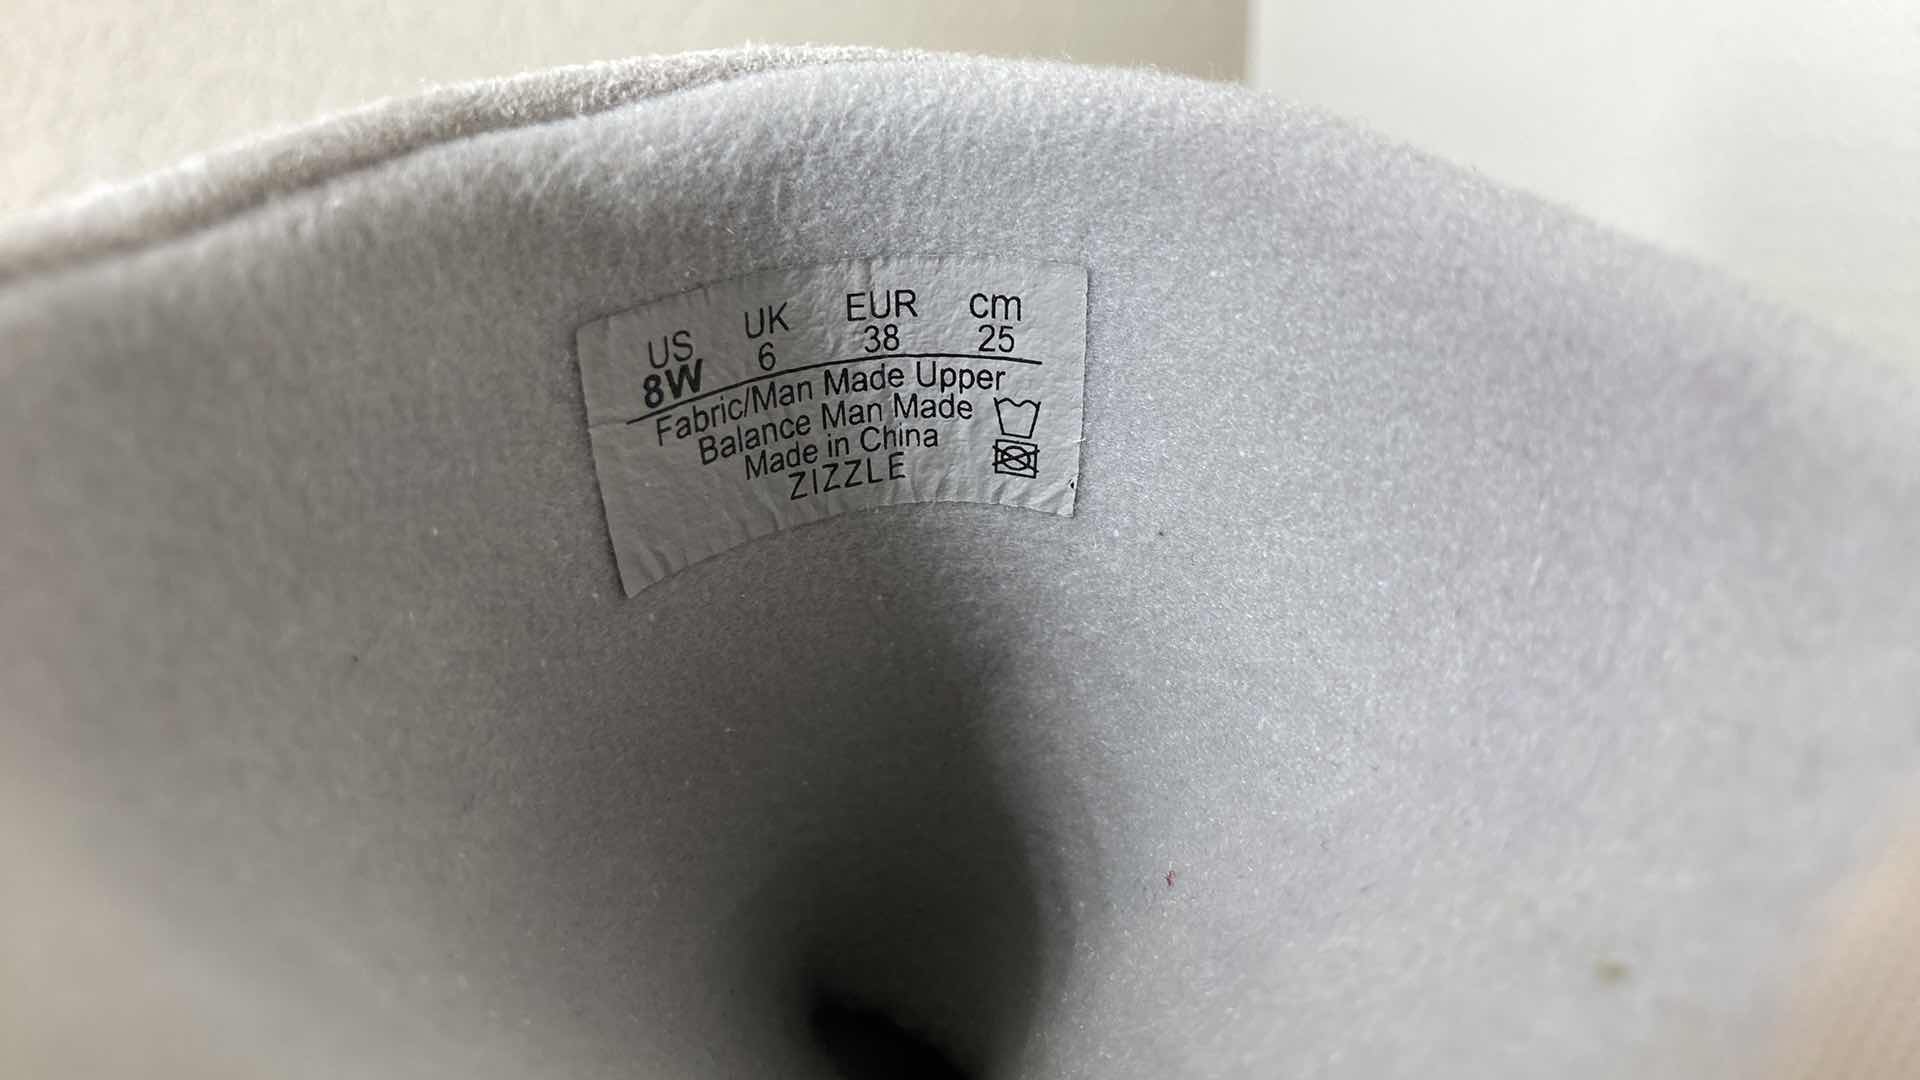 US UK EUR cm
8W 6 38 25
Fabric/Man Made Upper
Balance Man Made
Made in China
ZIZZLE